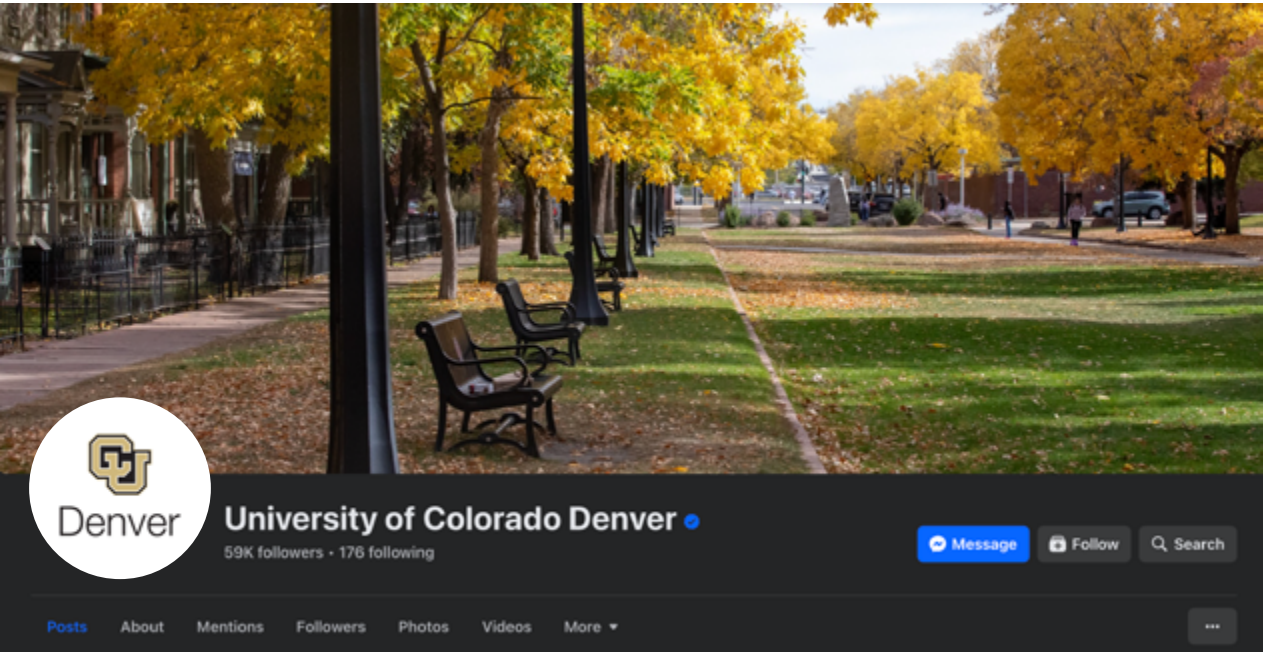 CU
Denver
University of Colorado Denver
59K followers • 176 following
Message
Follow
Search
Posts
About
Mentions
Followers
Photos
Videos
More